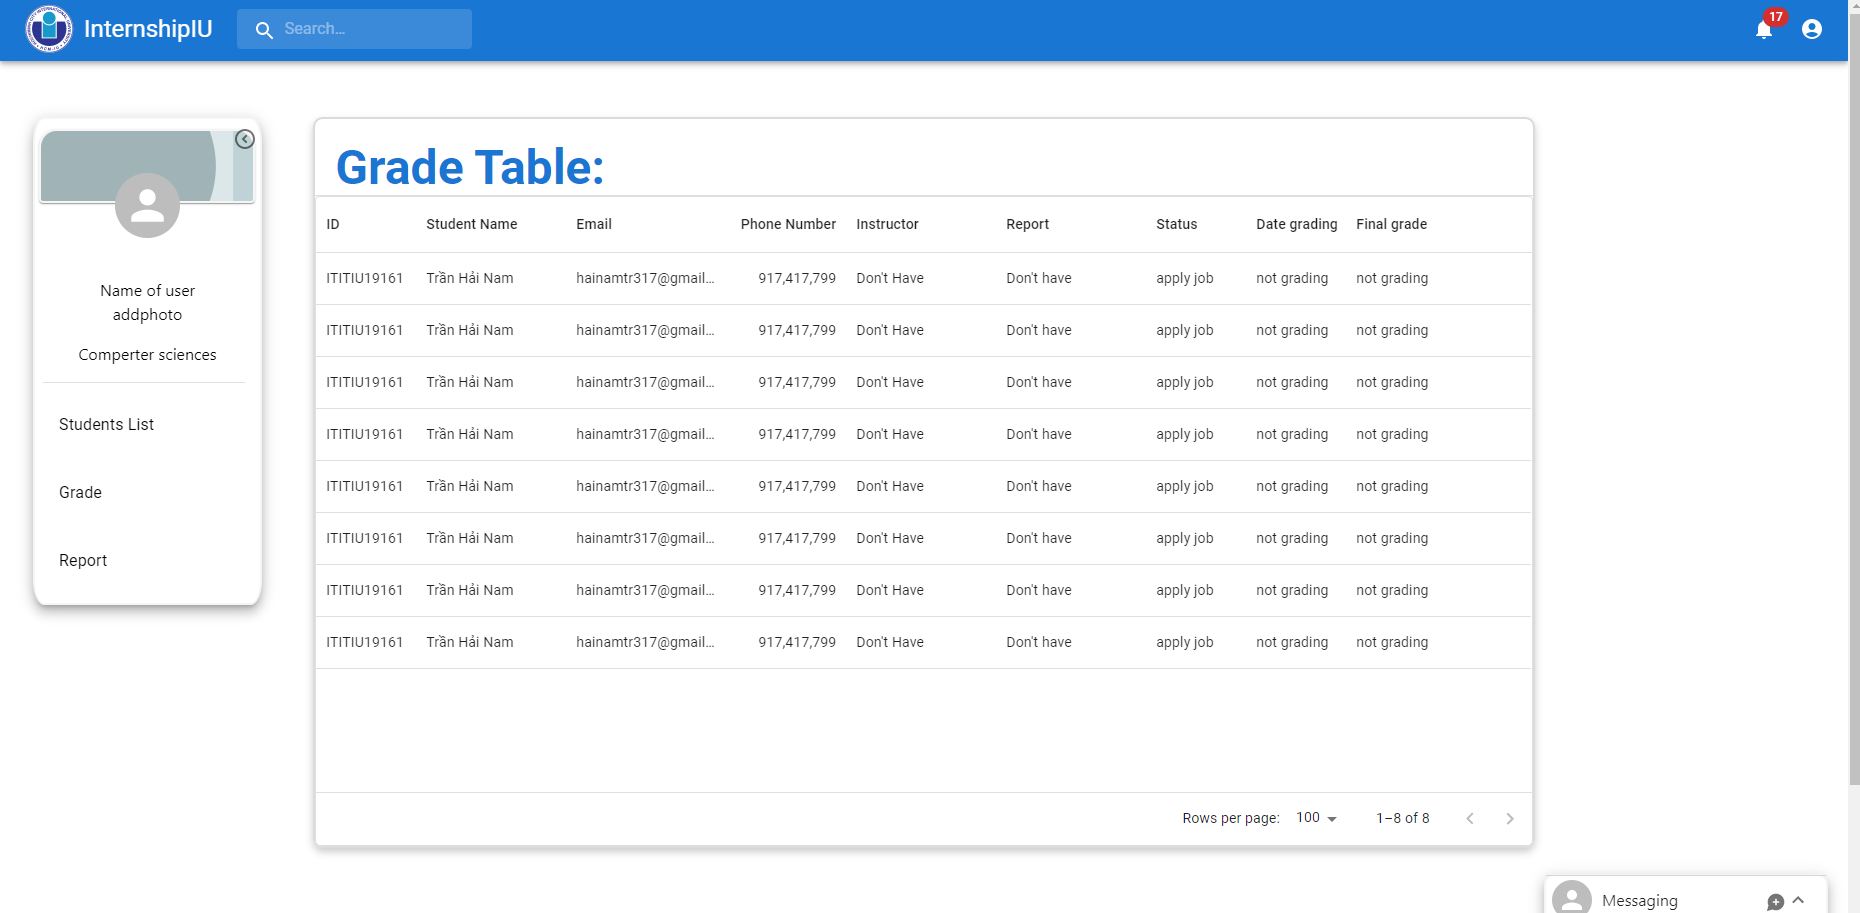 InternshipIU
Search...
17
Name of user
addphoto
Comperter sciences
Students List
Grade
Report
Grade Table:
ID Student Name Email Phone Number Instructor Report Status Date grading Final grade
ITITIU19161 Trần Hải Nam hainamtr317@gmail... 917,417,799 Don't Have Don't have apply job not grading not grading
ITITIU19161 Trần Hải Nam hainamtr317@gmail... 917,417,799 Don't Have Don't have apply job not grading not grading
ITITIU19161 Trần Hải Nam hainamtr317@gmail... 917,417,799 Don't Have Don't have apply job not grading not grading
ITITIU19161 Trần Hải Nam hainamtr317@gmail... 917,417,799 Don't Have Don't have apply job not grading not grading
ITITIU19161 Trần Hải Nam hainamtr317@gmail... 917,417,799 Don't Have Don't have apply job not grading not grading
ITITIU19161 Trần Hải Nam hainamtr317@gmail... 917,417,799 Don't Have Don't have apply job not grading not grading
ITITIU19161 Trần Hải Nam hainamtr317@gmail... 917,417,799 Don't Have Don't have apply job not grading not grading
ITITIU19161 Trần Hải Nam hainamtr317@gmail... 917,417,799 Don't Have Don't have apply job not grading not grading
Rows per page: 100 1–8 of 8
Messaging